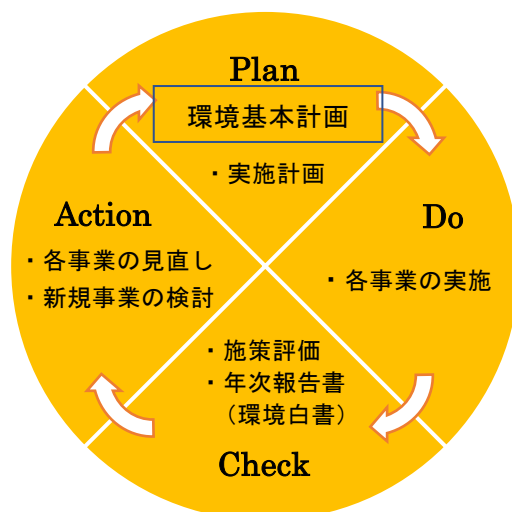 Plan
環境基本計画
・実施計画
Action
・各事業の見直し
・新規事業の検討
Do
・各事業の実施
・施策評価
・年次報告書
（環境白書）
Check